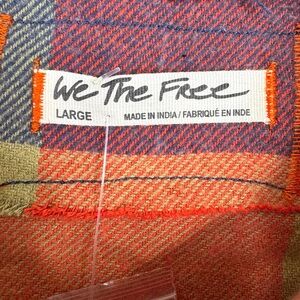 We The Free
LARGE MADE IN INDIA / FABRIQUÉ EN INDE